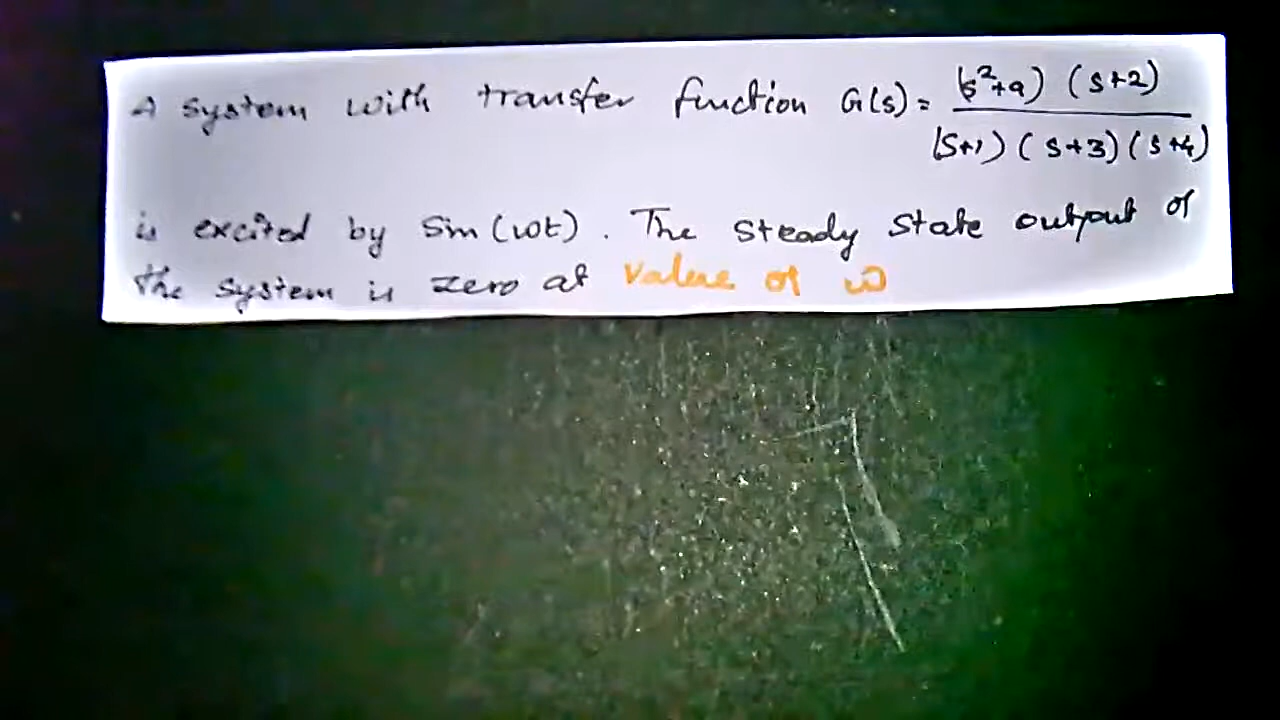 A system with transfer function G(s) = (s²+9) (s+2) / (s+1) (s+3) (s+4)
is excited by Sin (ωt). The steady state output of
the system is zero at value of ω